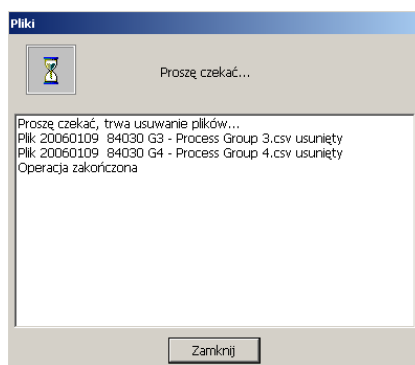 Pliki
Proszę czekać...
Proszę czekać, trwa usuwanie plików...
Plik 20060109  84030 G3 - Process Group 3.csv usunięty
Plik 20060109  84030 G4 - Process Group 4.csv usunięty
Operacja zakończona
Zamknij